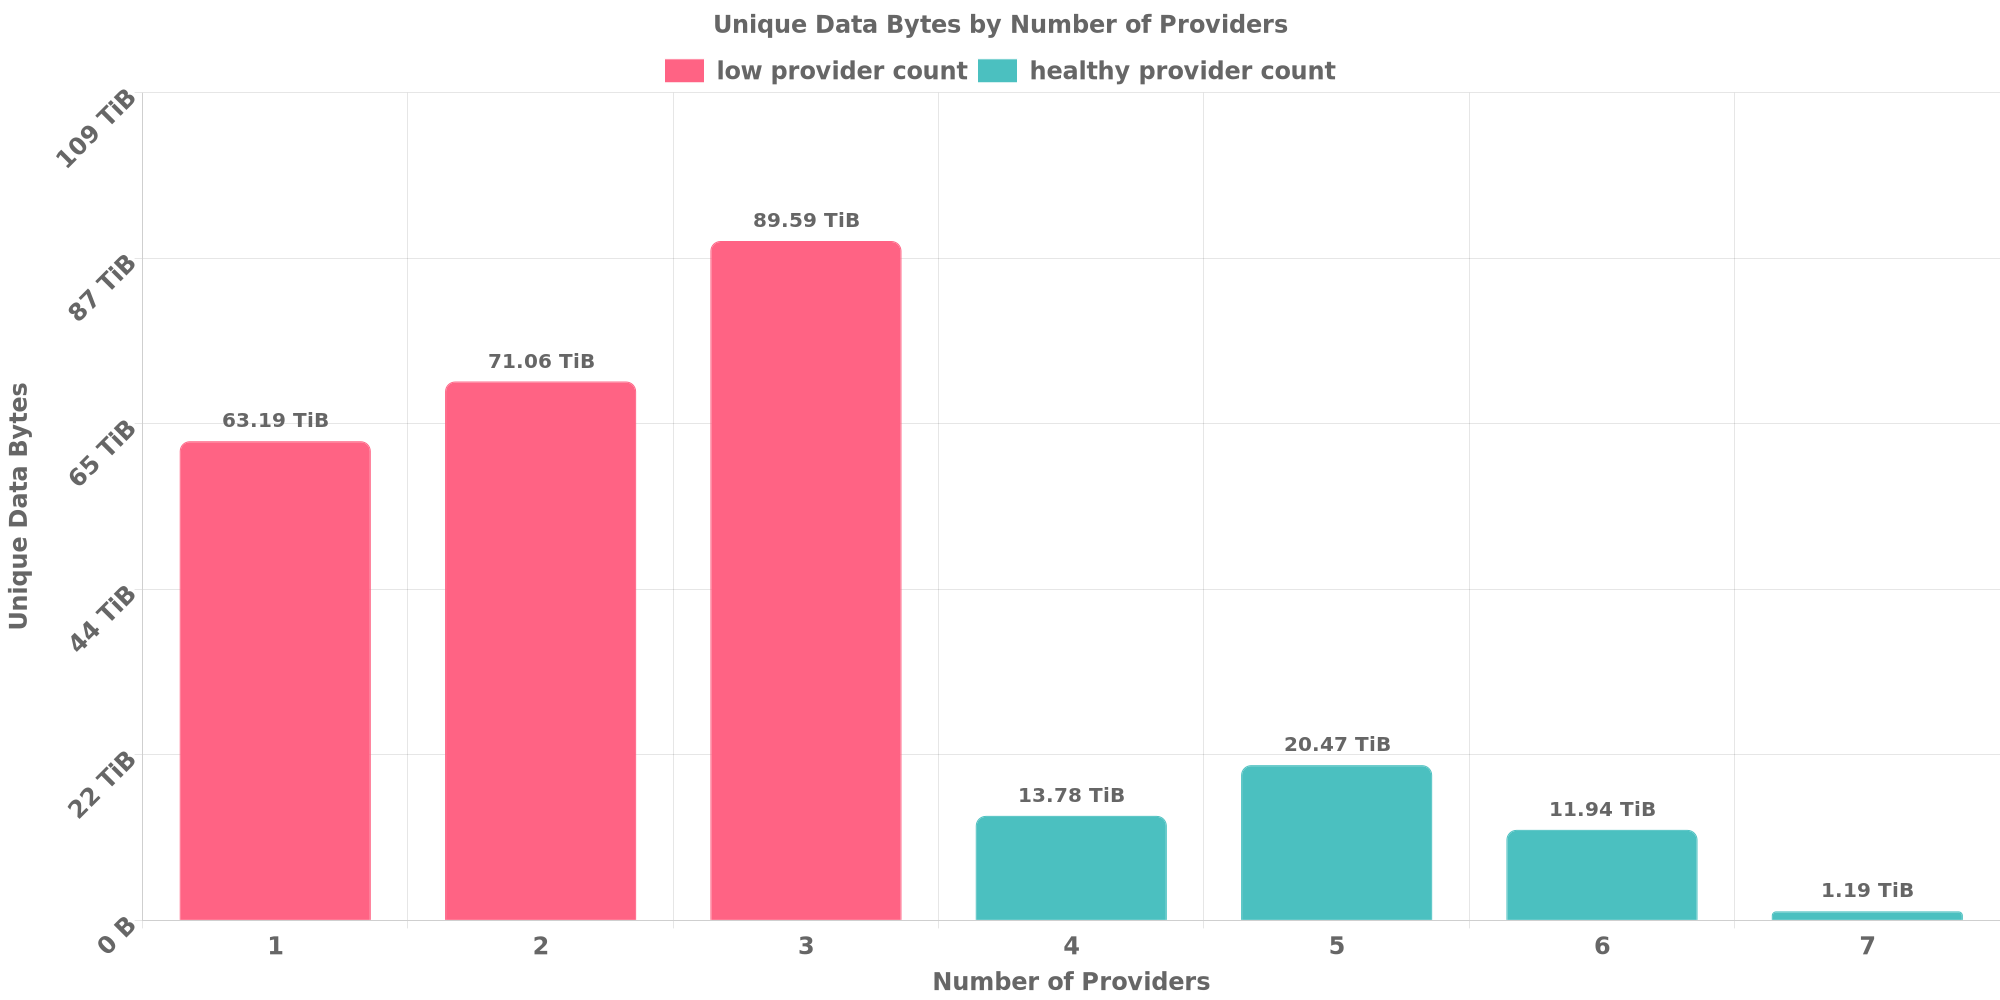 Unique Data Bytes by Number of Providers
low provider count
healthy provider count
Unique Data Bytes
109 TiB
87 TiB
65 TiB
44 TiB
22 TiB
0 B
63.19 TiB
71.06 TiB
89.59 TiB
13.78 TiB
20.47 TiB
11.94 TiB
1.19 TiB
1 2 3 4 5 6 7
Number of Providers